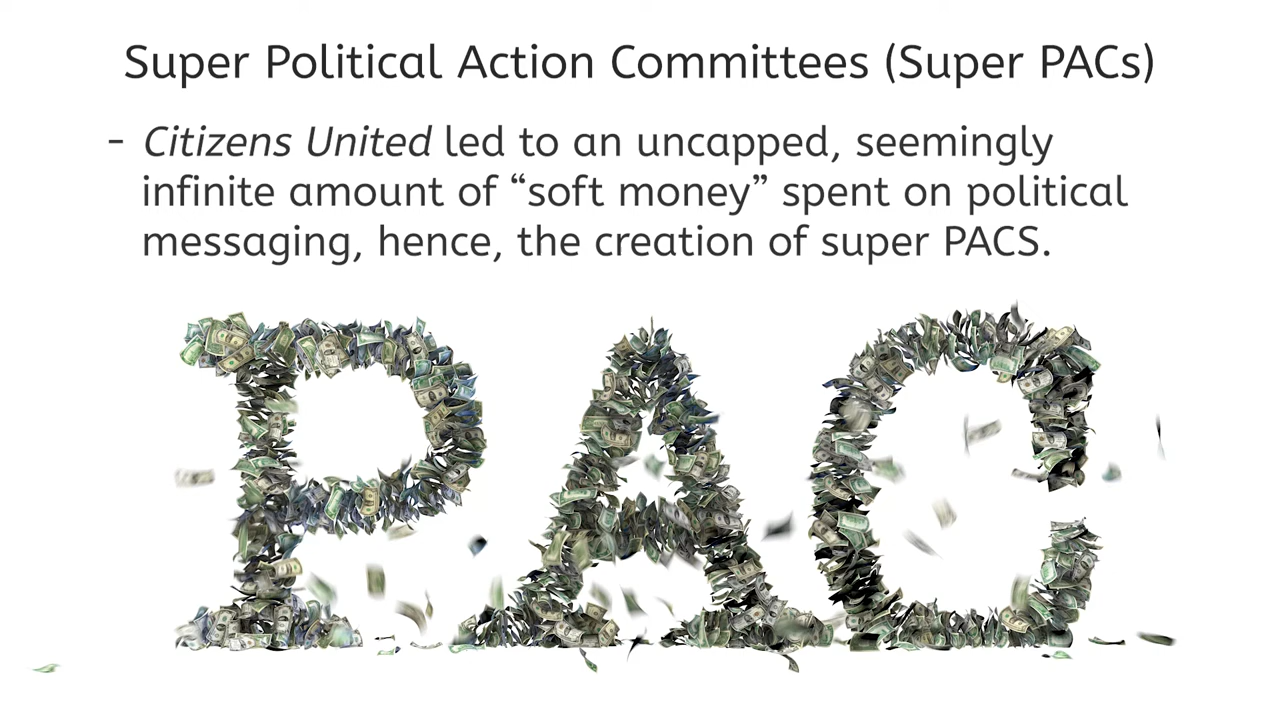 Super Political Action Committees (Super PACs)
- Citizens United led to an uncapped, seemingly
infinite amount of “soft money” spent on political
messaging, hence, the creation of super PACS.
PAC